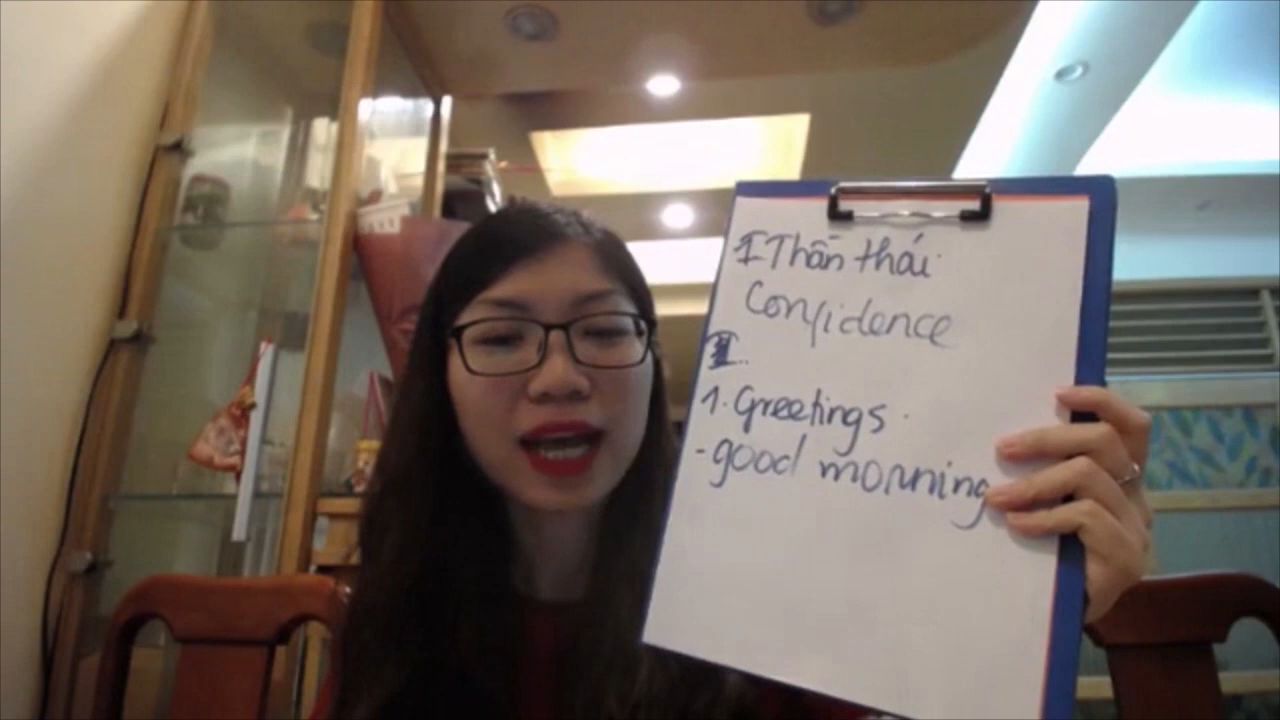 I Thần thái
Confidence
II..
1. Greetings.
- good morning